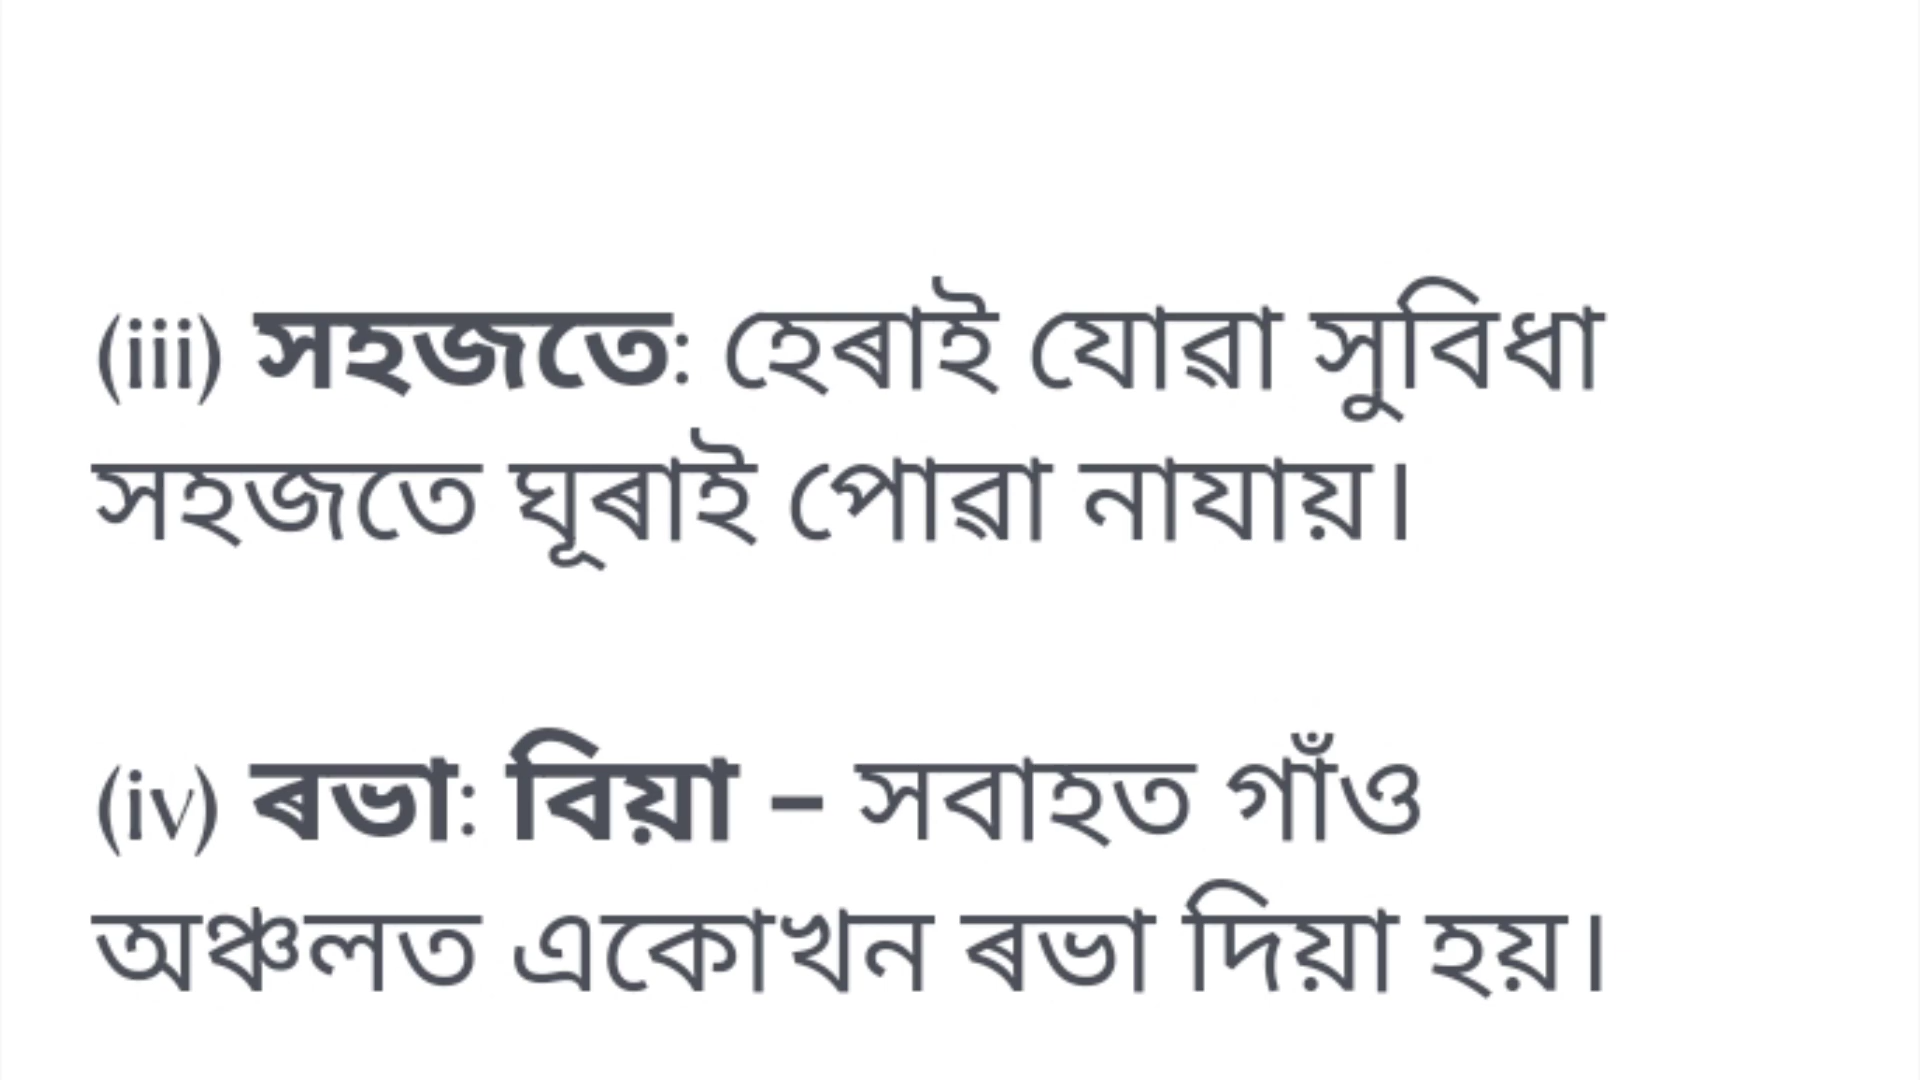 (iii) সহজতে: হেৰাই যোৱা সুবিধা
সহজতে ঘূৰাই পোৱা নাযায়।
(iv) ৰভা: বিয়া – সবাহত গাঁও
অঞ্চলত একোখন ৰভা দিয়া হয়।